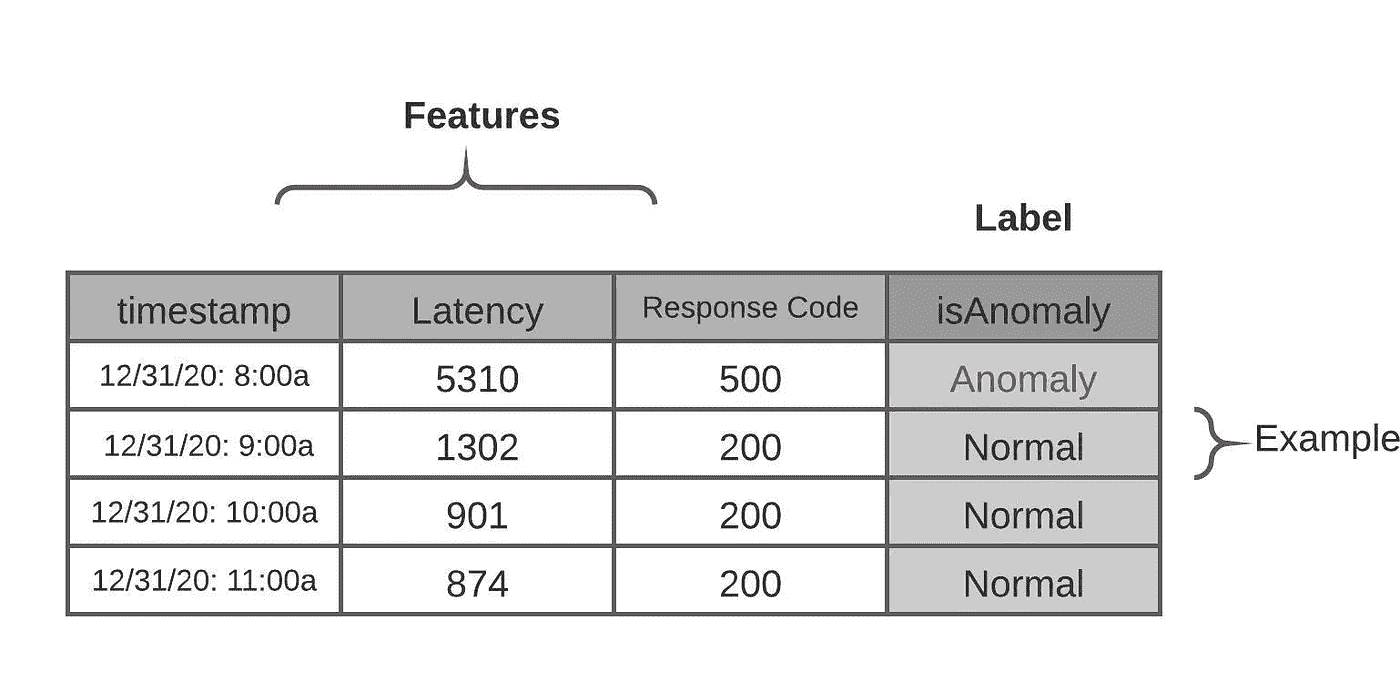 Features
Label
timestamp Latency Response Code isAnomaly
12/31/20: 8:00a 5310 500 Anomaly
12/31/20: 9:00a 1302 200 Normal
Example
12/31/20: 10:00a 901 200 Normal
12/31/20: 11:00a 874 200 Normal